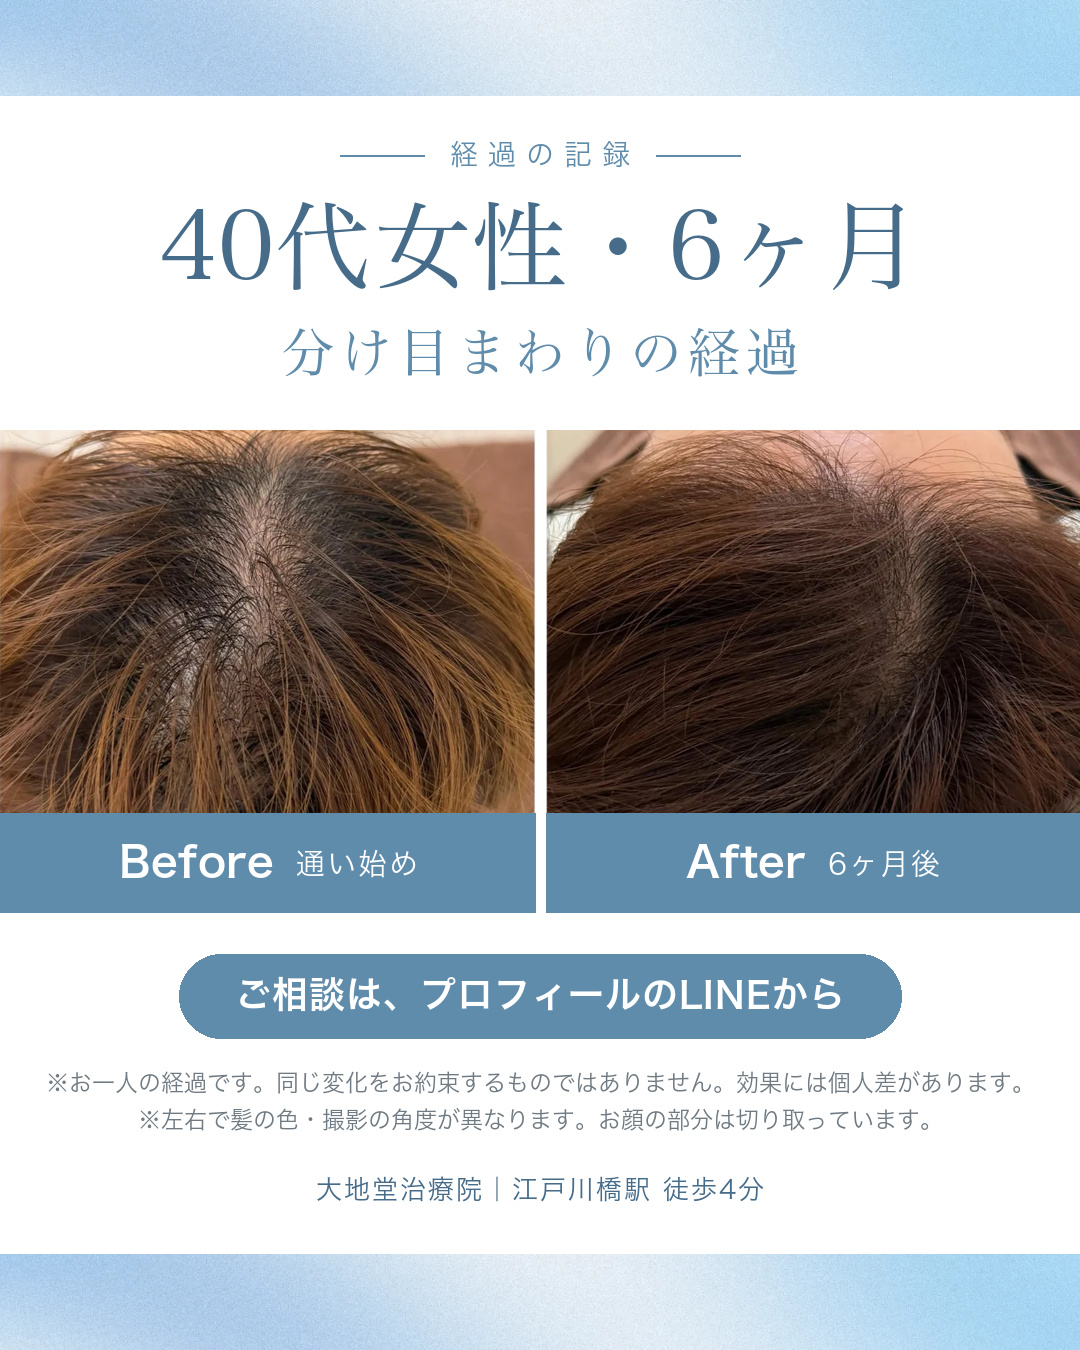 経過の記録
40代女性・6ヶ月
分け目まわりの経過
Before 通い始め
After 6ヶ月後
ご相談は、プロフィールのLINEから
※お一人の経過です。同じ変化をお約束するものではありません。効果には個人差があります。
※左右で髪の色・撮影の角度が異なります。お顔の部分は切り取っています。
大地堂治療院｜江戸川橋駅 徒歩4分